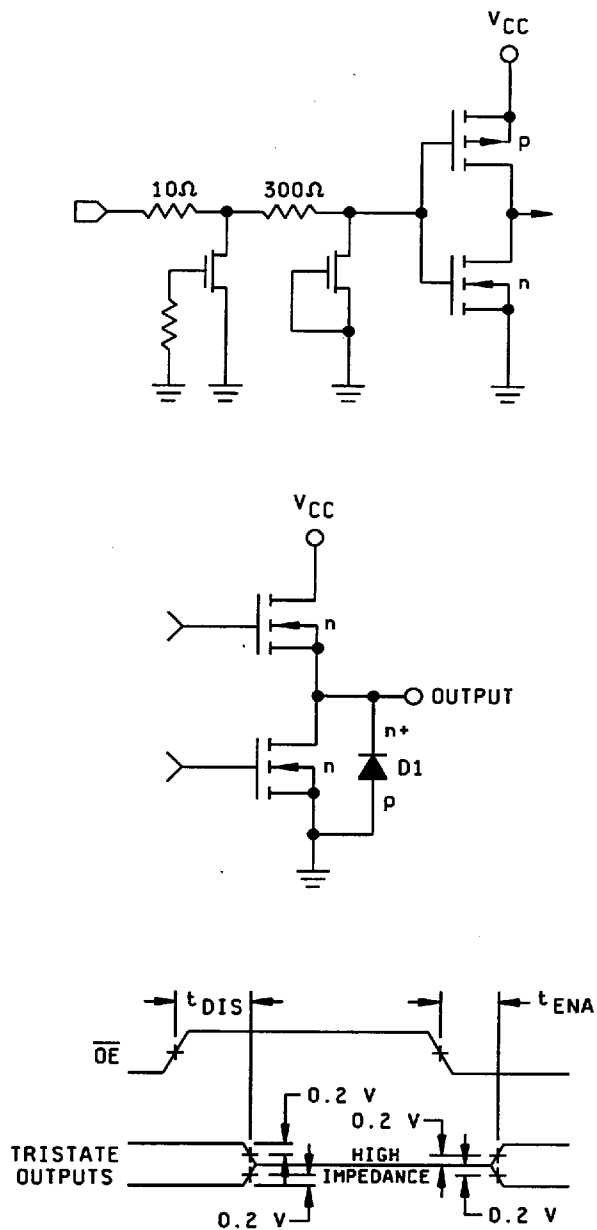 VCC
p
10Ω 300Ω
n
VCC
n
OUTPUT
n+
n D1
p
tDIS tENA
OE
0.2 V
0.2 V
TRISTATE HIGH
OUTPUTS IMPEDANCE
0.2 V 0.2 V